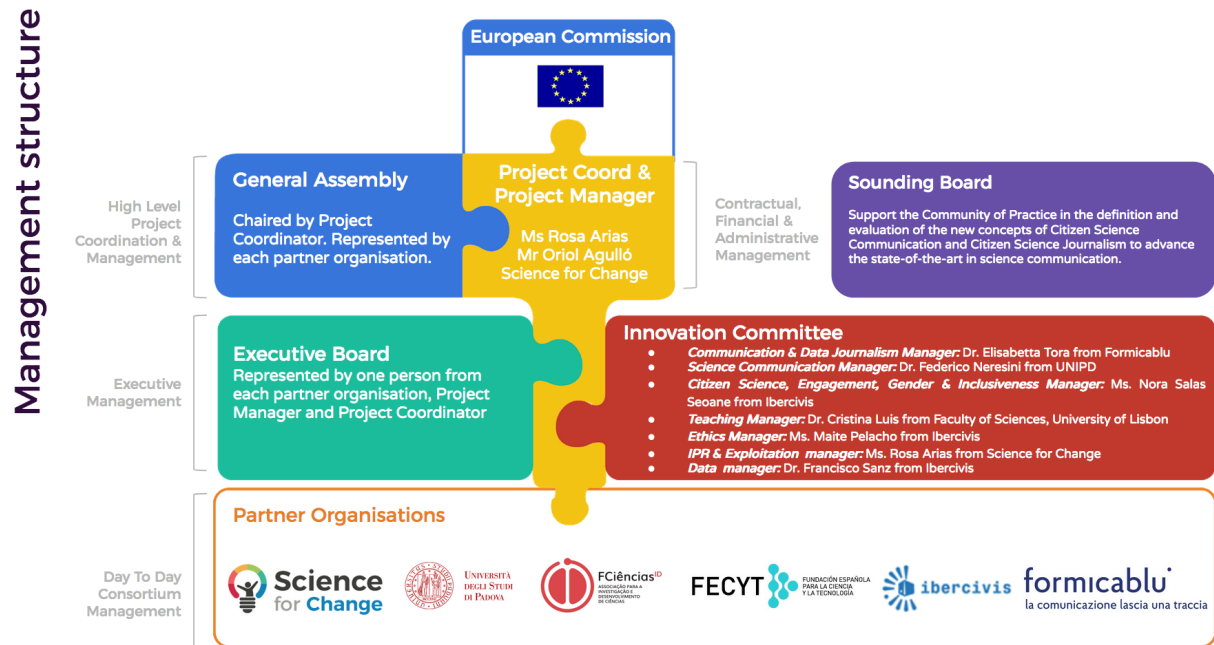 Management structure
European Commission
High Level
Project
Coordination &
Management
General Assembly
Chaired by Project
Coordinator. Represented by
each partner organisation.
Project Coord &
Project Manager
Ms Rosa Arias
Mr Oriol Agulló
Science for Change
Contractual,
Financial &
Administrative
Management
Sounding Board
Support the Community of Practice in the definition and
evaluation of the new concepts of Citizen Science
Communication and Citizen Science Journalism to advance
the state-of-the-art in science communication.
Executive
Management
Executive Board
Represented by one person from
each partner organisation, Project
Manager and Project Coordinator
Innovation Committee
● Communication & Data Journalism Manager: Dr. Elisabetta Tora from Formicablu
● Science Communication Manager: Dr. Federico Neresini from UNIPD
● Citizen Science, Engagement, Gender & Inclusiveness Manager: Ms. Nora Salas
Seoane from Ibercivis
● Teaching Manager: Dr. Cristina Luis from Faculty of Sciences, University of Lisbon
● Ethics Manager: Ms. Maite Pelacho from Ibercivis
● IPR & Exploitation manager: Ms. Rosa Arias from Science for Change
● Data manager: Dr. Francisco Sanz from Ibercivis
Day To Day
Consortium
Management
Partner Organisations
Science
for Change
UNIVERSITÀ
DEGLI STUDI
DI PADOVA
FCiênciasID
ASSOCIAÇÃO PARA A
INVESTIGAÇÃO E
DESENVOLVIMENTO
DE CIÊNCIAS
FECYT
FUNDACIÓN ESPAÑOLA
PARA LA CIENCIA
Y LA TECNOLOGÍA
ibercivis
formicablu
la comunicazione lascia una traccia